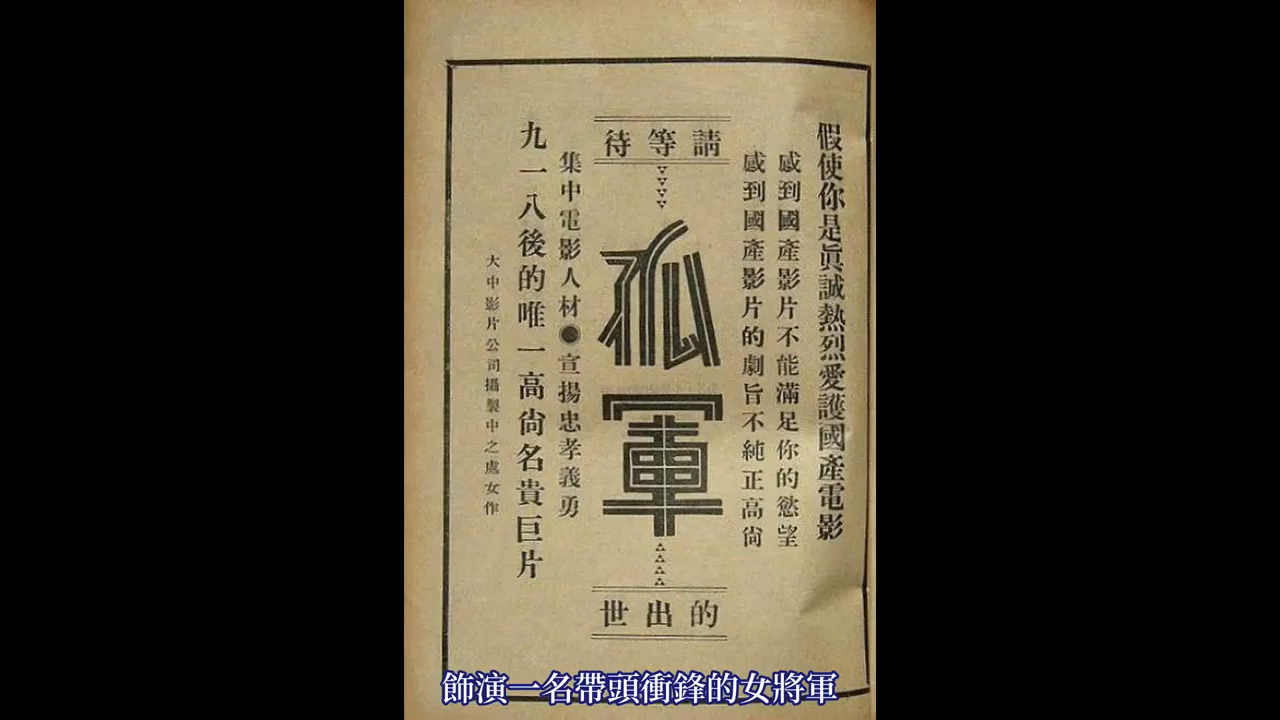 假使你是眞誠熱烈愛護國產電影
感到國產影片不能滿足你的慾望
感到國產影片的劇旨不純正高尙
請等待
孤軍
的出世
集中電影人材●宣揚忠孝義勇
九一八後的唯一高尙名貴巨片
大中影片公司攝製中之處女作
飾演一名帶頭衝鋒的女將軍